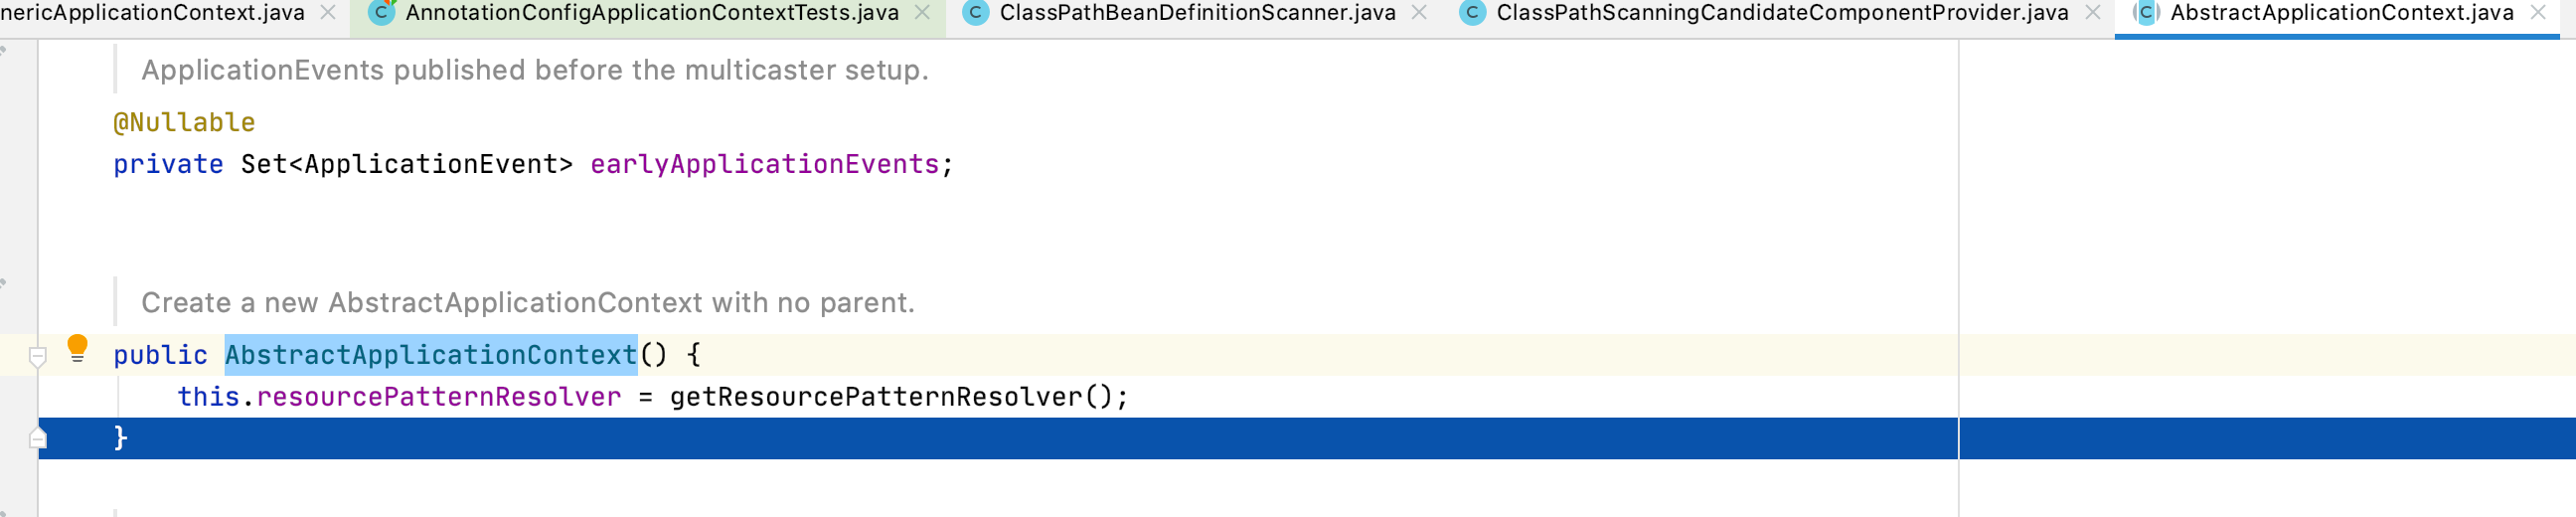 nericApplicationContext.java AnnotationConfigApplicationContextTests.java ClassPathBeanDefinitionScanner.java ClassPathScanningCandidateComponentProvider.java AbstractApplicationContext.java
ApplicationEvents published before the multicaster setup.
@Nullable
private Set<ApplicationEvent> earlyApplicationEvents;
Create a new AbstractApplicationContext with no parent.
public AbstractApplicationContext() {
this.resourcePatternResolver = getResourcePatternResolver();
}